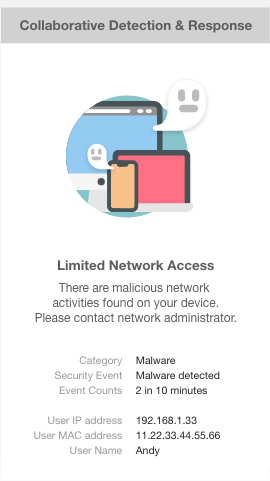 Collaborative Detection & Response
Limited Network Access
There are malicious network
activities found on your device.
Please contact network administrator.
Category Malware
Security Event Malware detected
Event Counts 2 in 10 minutes
User IP address 192.168.1.33
User MAC address 11.22.33.44.55.66
User Name Andy